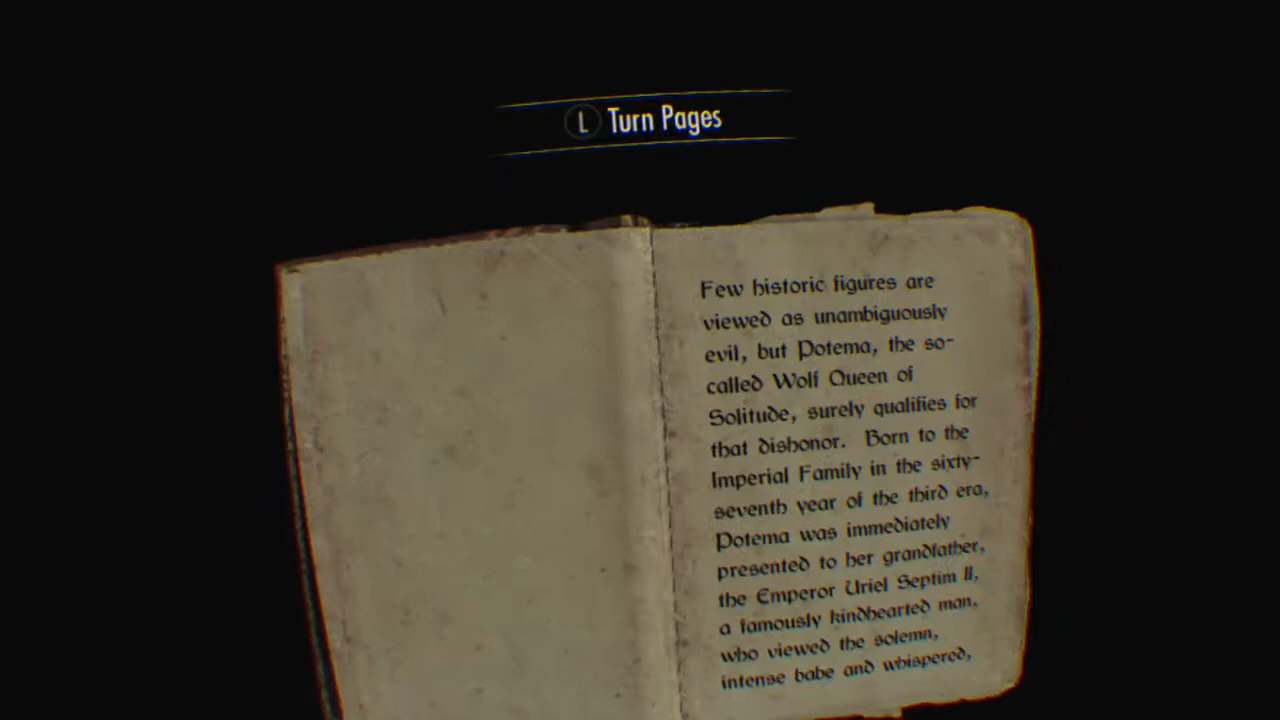 L Turn Pages
Few historic figures are
viewed as unambiguously
evil, but Potema, the so-
called Wolf Queen of
Solitude, surely qualifies for
that dishonor. Born to the
Imperial Family in the sixty-
seventh year of the third era,
Potema was immediately
presented to her grandfather,
the Emperor Uriel Septim II,
a famously kindhearted man,
who viewed the solemn,
intense babe and whispered,